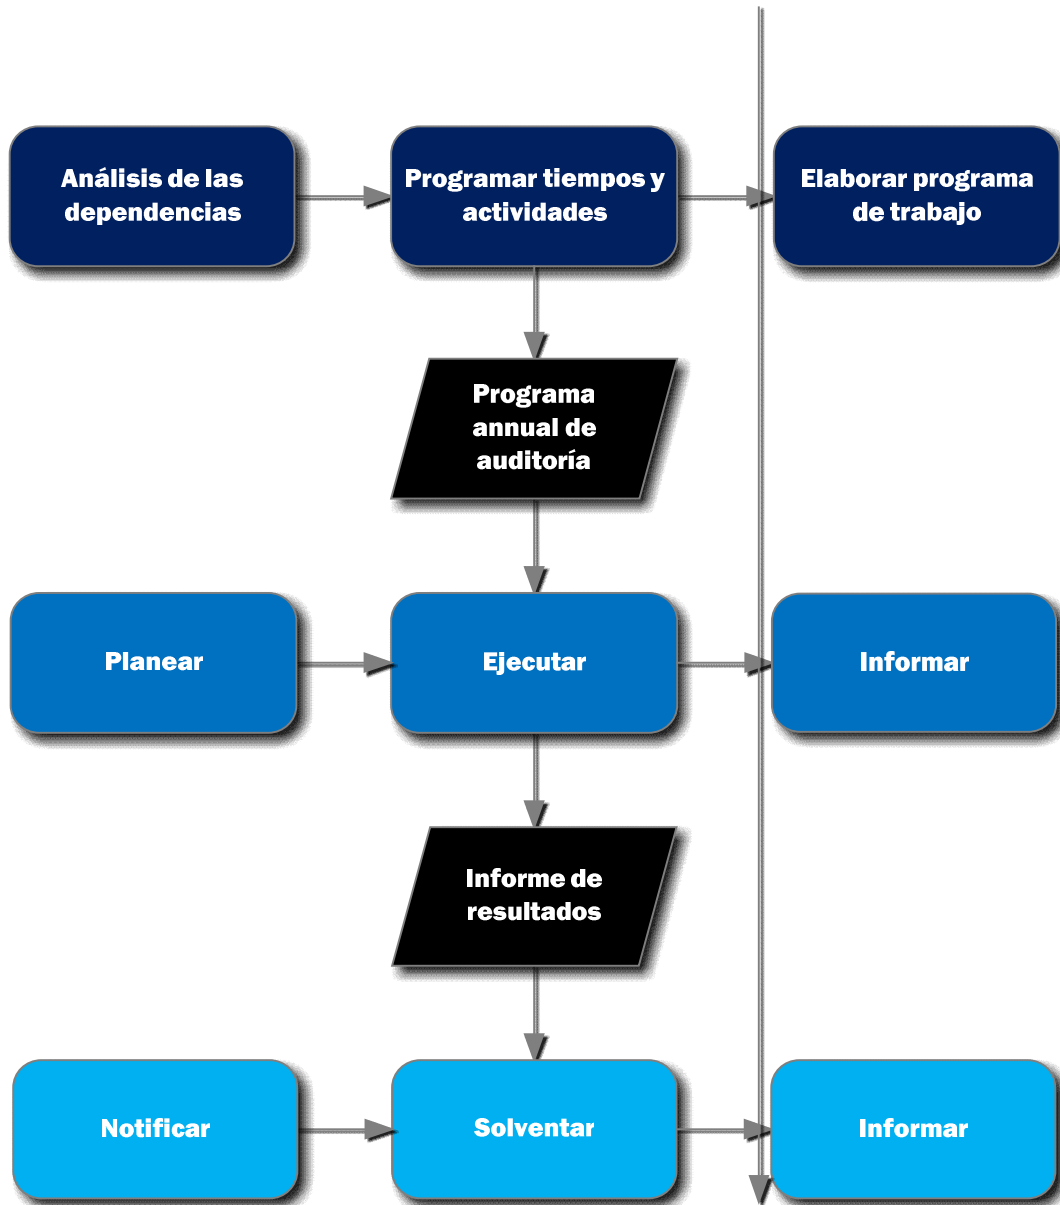 Análisis de las
dependencias
Programar tiempos y
actividades
Elaborar programa
de trabajo
Programa
annual de
auditoría
Planear
Ejecutar
Informar
Informe de
resultados
Notificar
Solventar
Informar